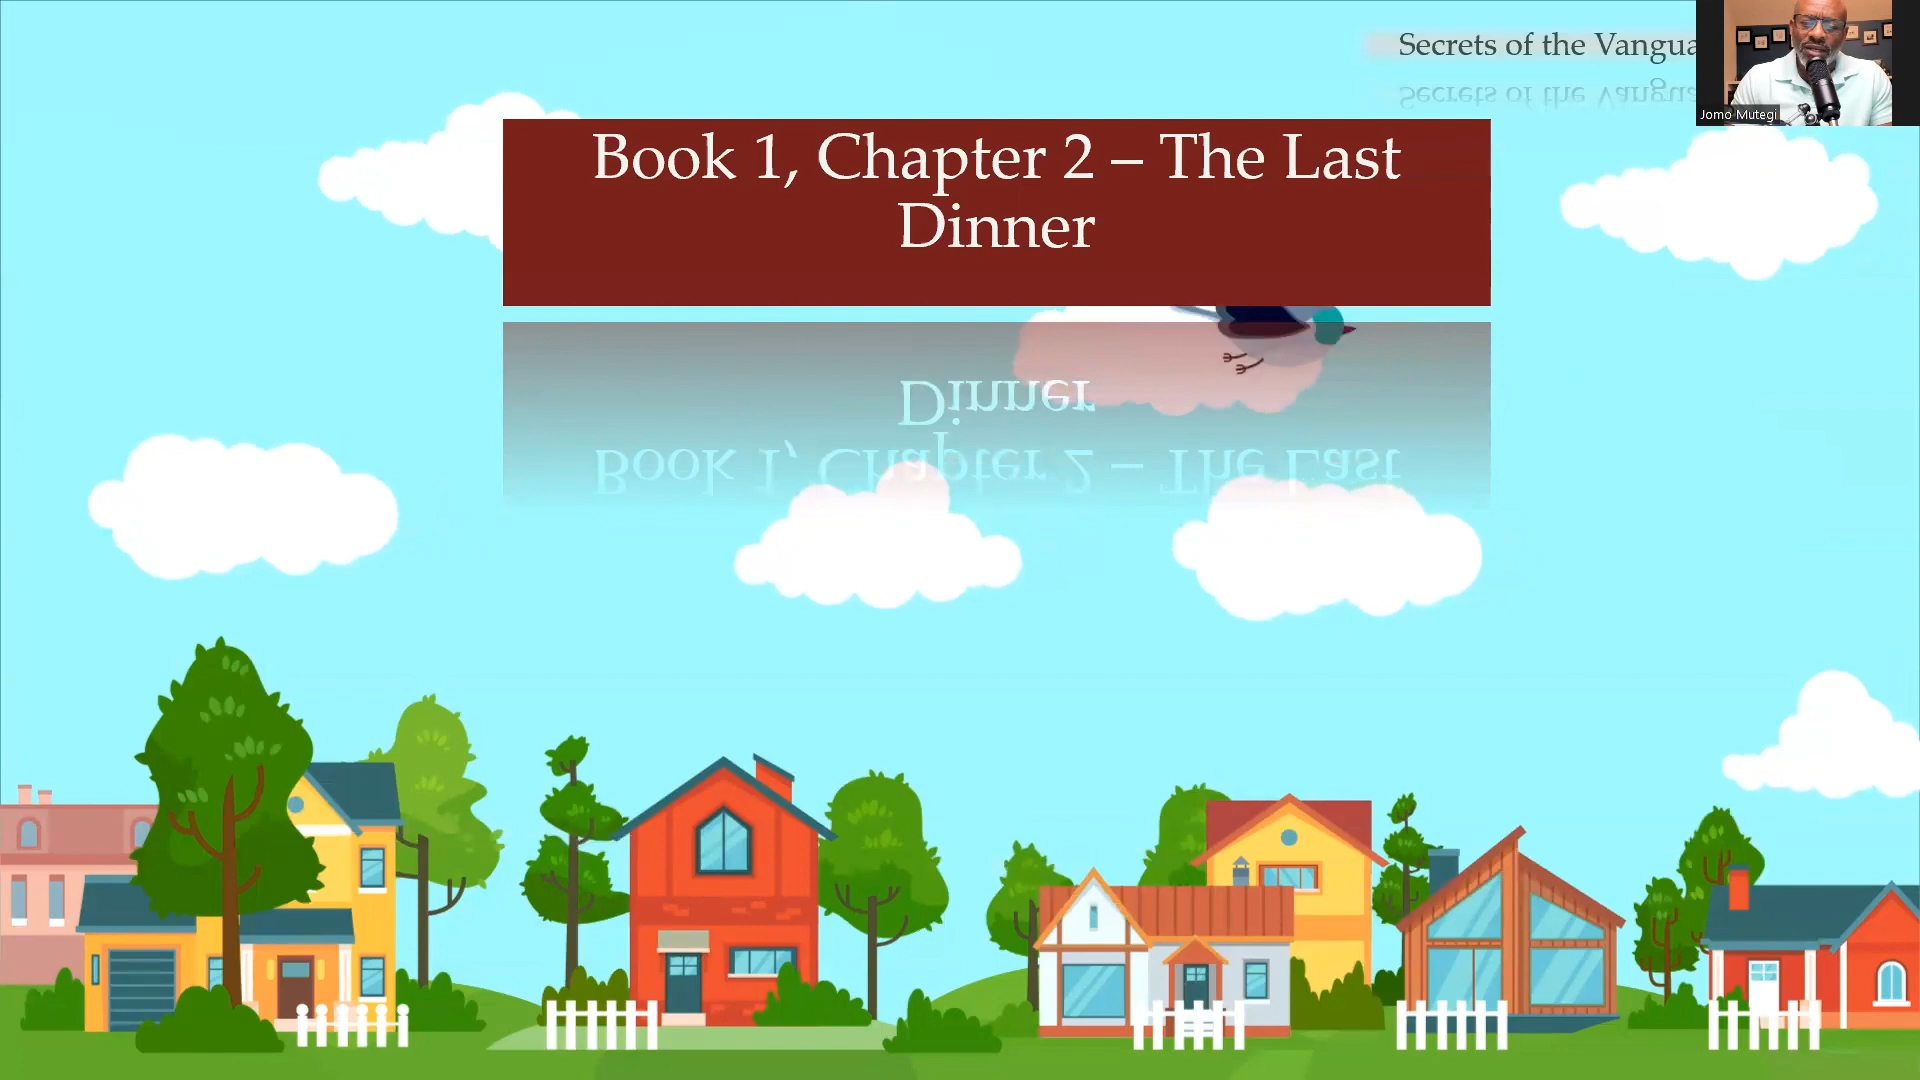 Secrets of the Vangua
Jomo Mutegi
Book 1, Chapter 2 – The Last
Dinner